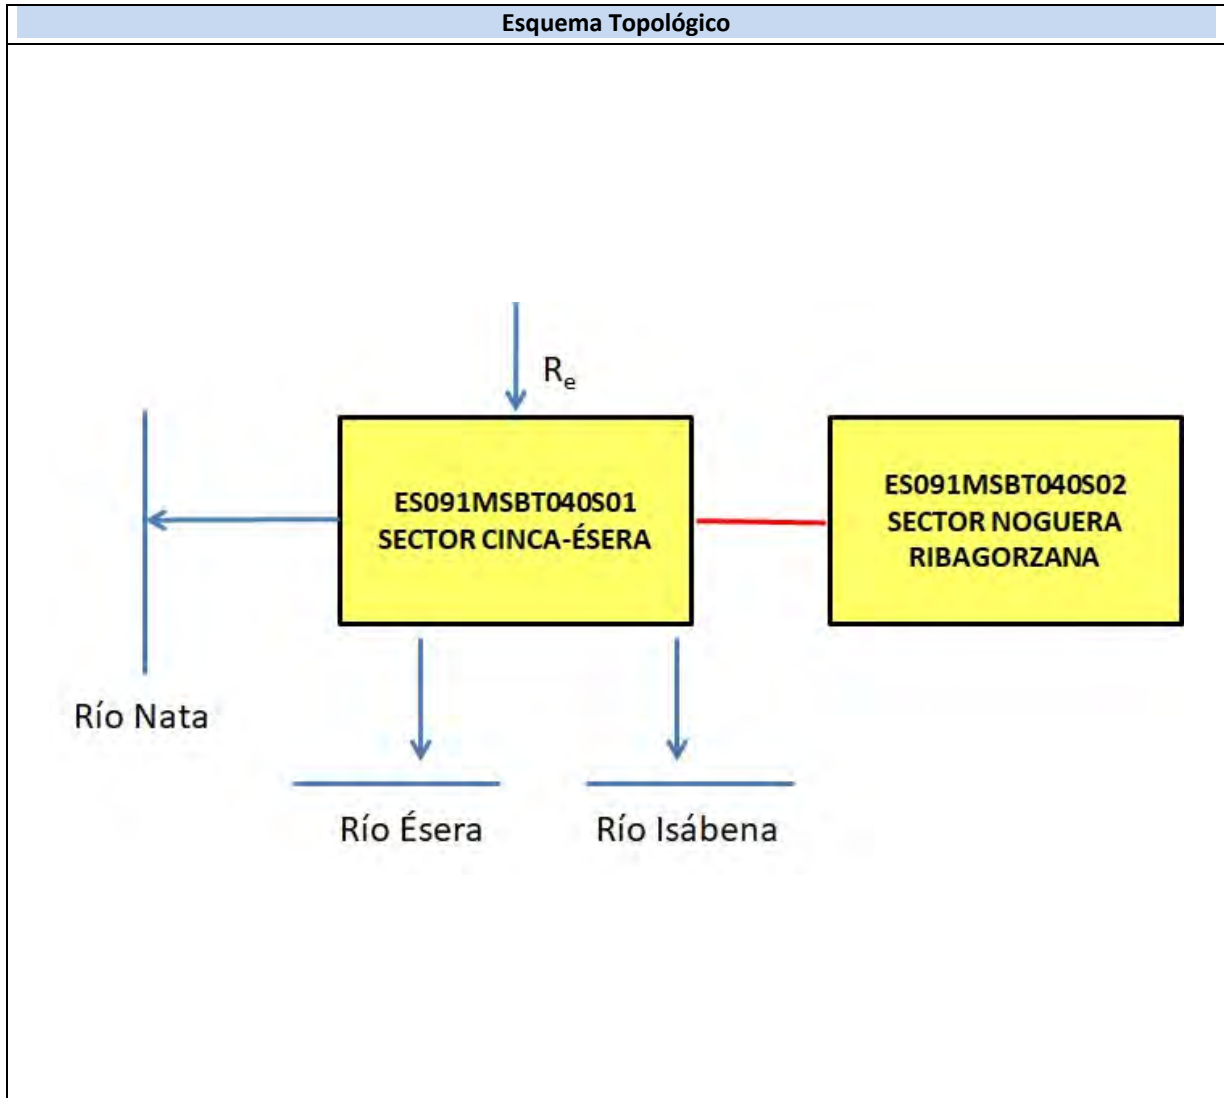 Esquema Topológico
Rₑ
ES091MSBT040S01
SECTOR CINCA-ÉSERA
ES091MSBT040S02
SECTOR NOGUERA
RIBAGORZANA
Río Nata
Río Ésera
Río Isábena